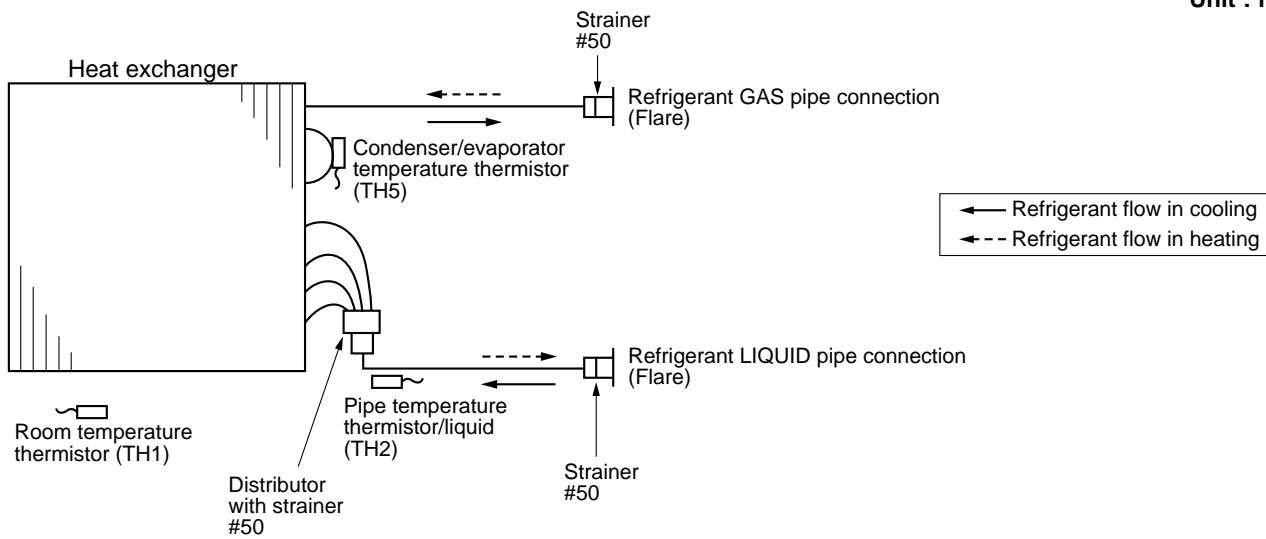 Unit :
Strainer
#50
Heat exchanger
Refrigerant GAS pipe connection
(Flare)
Condenser/evaporator
temperature thermistor
(TH5)
Refrigerant flow in cooling
Refrigerant flow in heating
Refrigerant LIQUID pipe connection
(Flare)
Pipe temperature
thermistor/liquid
(TH2)
Room temperature
thermistor (TH1)
Strainer
#50
Distributor
with strainer
#50